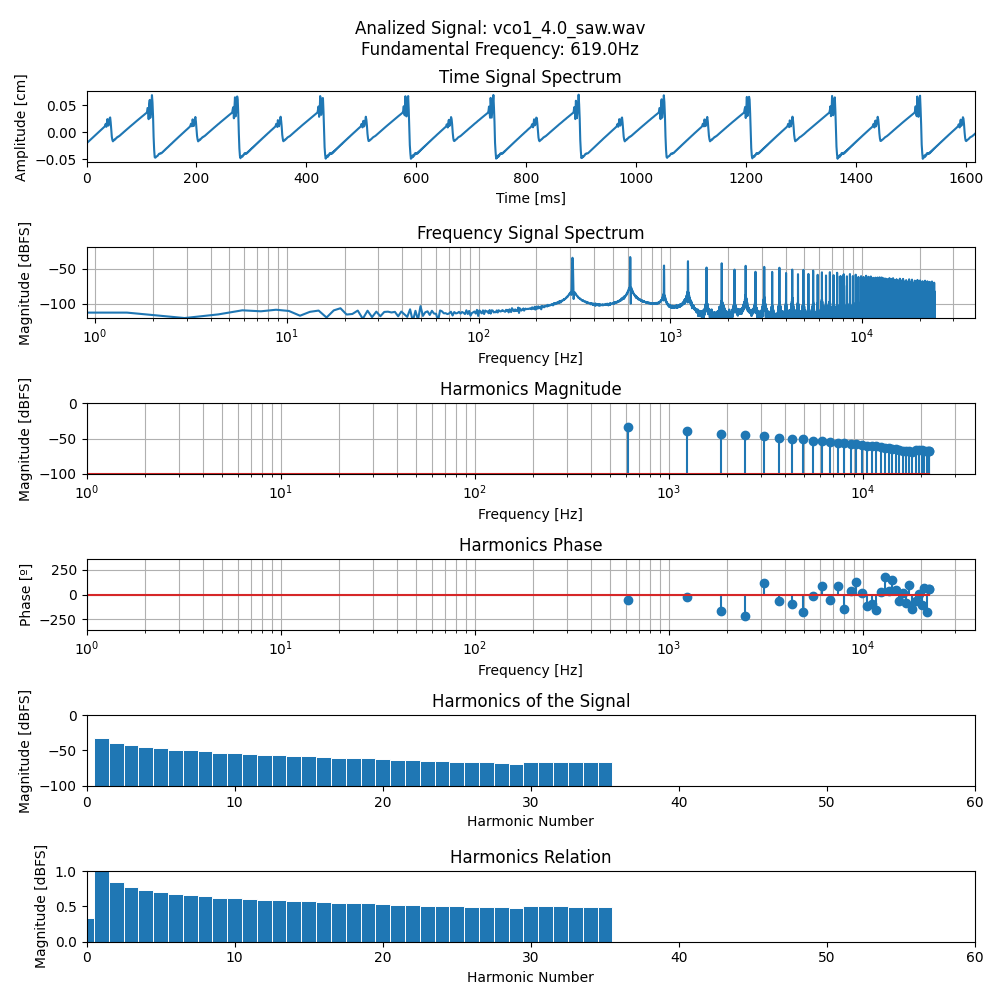 Analized Signal: vco1_4.0_saw.wav
Fundamental Frequency: 619.0Hz
Time Signal Spectrum
Amplitude [cm]
0.05
0.00
−0.05
0 200 400 600 800 1000 1200 1400 1600
Time [ms]
Frequency Signal Spectrum
Magnitude [dBFS]
−50
−100
10⁰ 10¹ 10² 10³ 10⁴
Frequency [Hz]
Harmonics Magnitude
Magnitude [dBFS]
0
−50
−100
10⁰ 10¹ 10² 10³ 10⁴
Frequency [Hz]
Harmonics Phase
Phase [º]
250
0
−250
10⁰ 10¹ 10² 10³ 10⁴
Frequency [Hz]
Harmonics of the Signal
Magnitude [dBFS]
0
−50
−100
0 10 20 30 40 50 60
Harmonic Number
Harmonics Relation
Magnitude [dBFS]
1.0
0.5
0.0
0 10 20 30 40 50 60
Harmonic Number